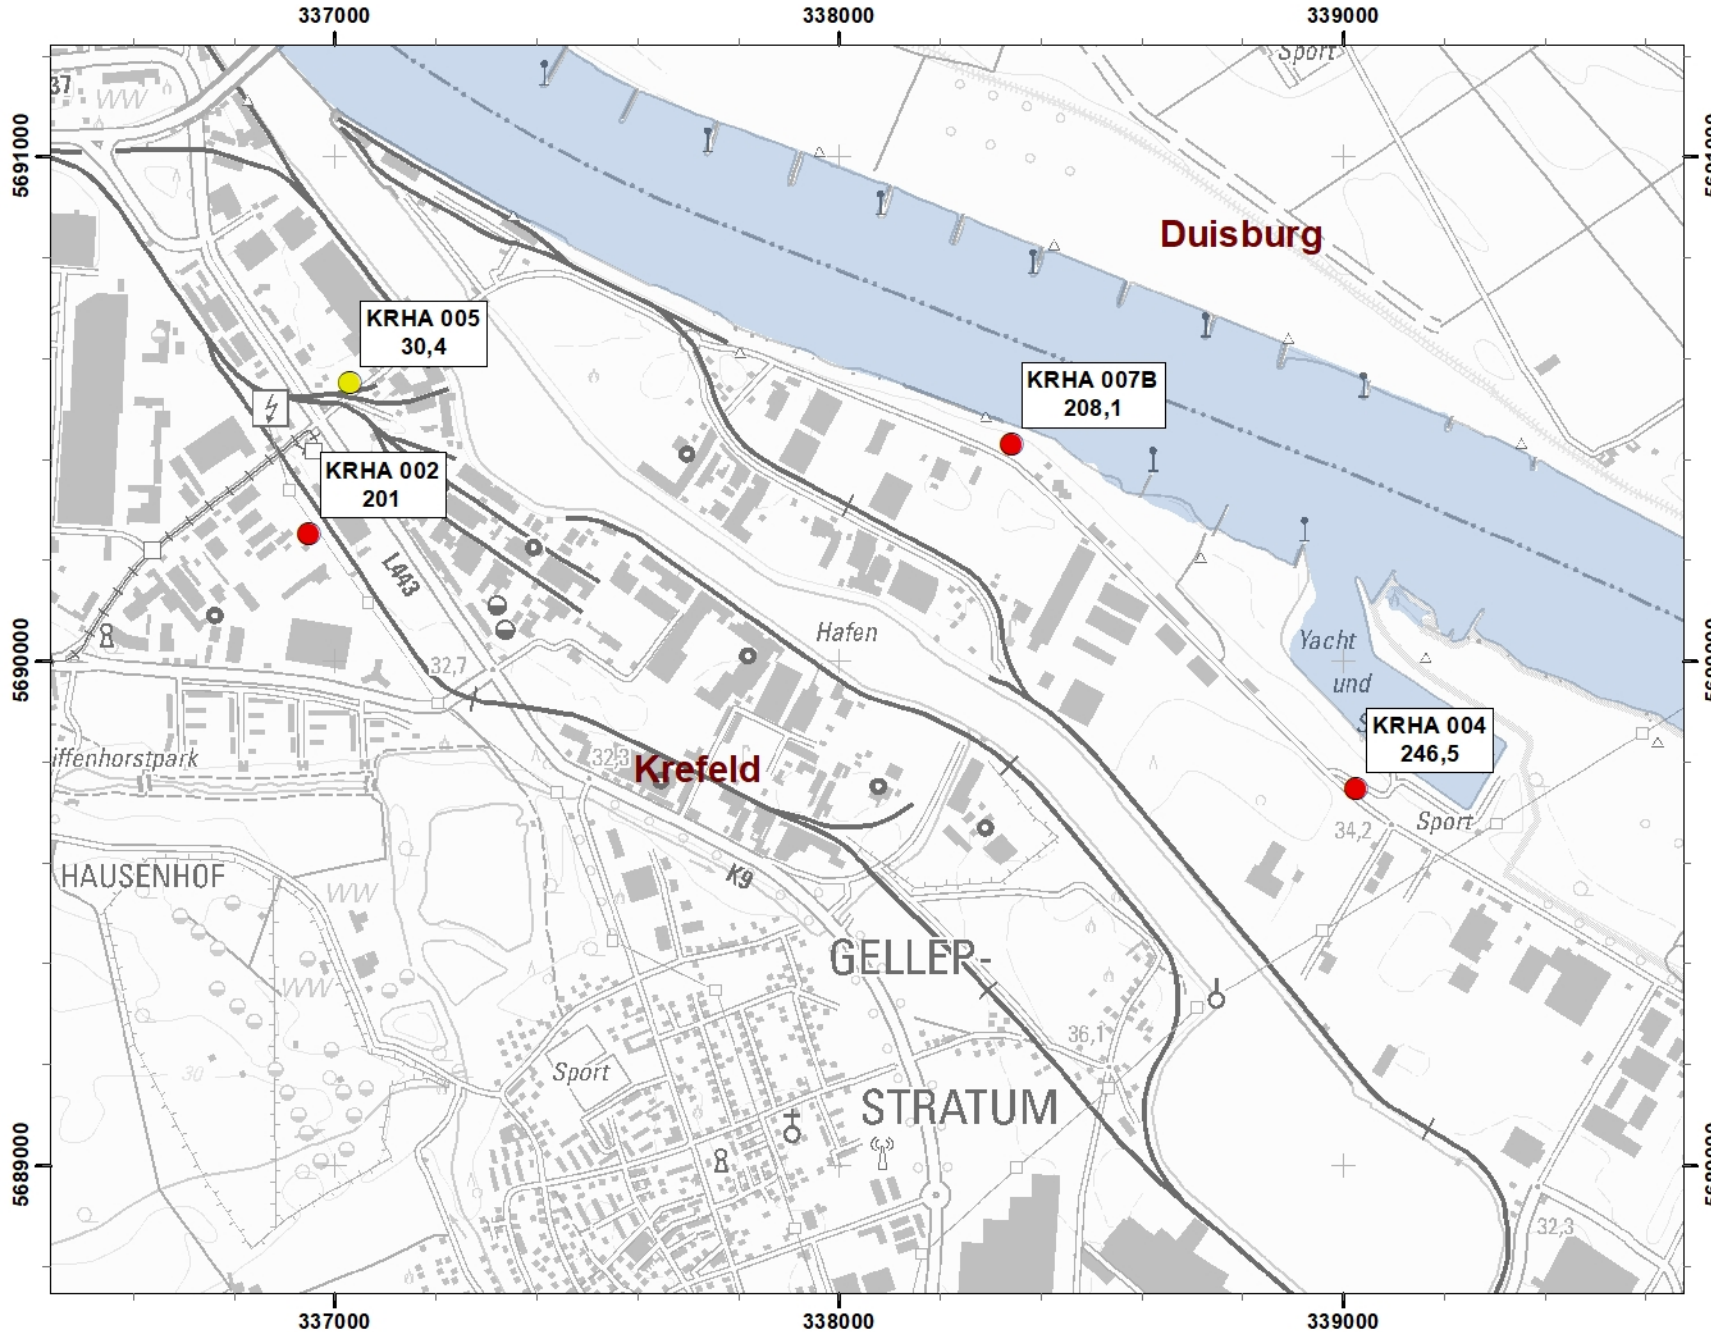 337000
338000
339000
Sport
37
WW
5691000
Duisburg
KRHA 005
30,4
KRHA 007B
208,1
KRHA 002
201
L443
Hafen
Yacht
und
S
5690000
32,7
KRHA 004
246,5
iffenhorstpark
32,3
Krefeld
34,2
Sport
HAUSENHOF
K9
WW
GELLEP-
WW
36,1
Sport
30
STRATUM
5689000
32,3
337000
338000
339000